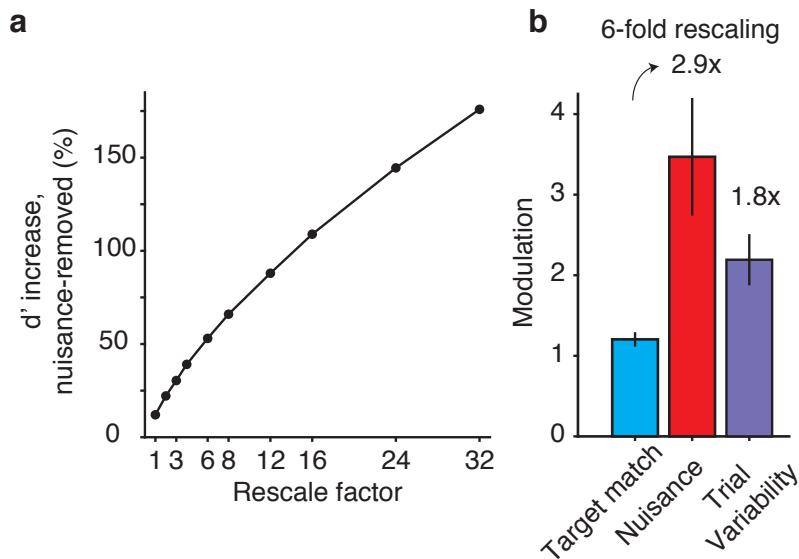 a
d' increase,
nuisance-removed (%)
150
100
50
0
1 3 6 8 12 16 24 32
Rescale factor
b
6-fold rescaling
2.9x
1.8x
Modulation
4
3
2
1
0
Target match
Nuisance
Trial
Variability